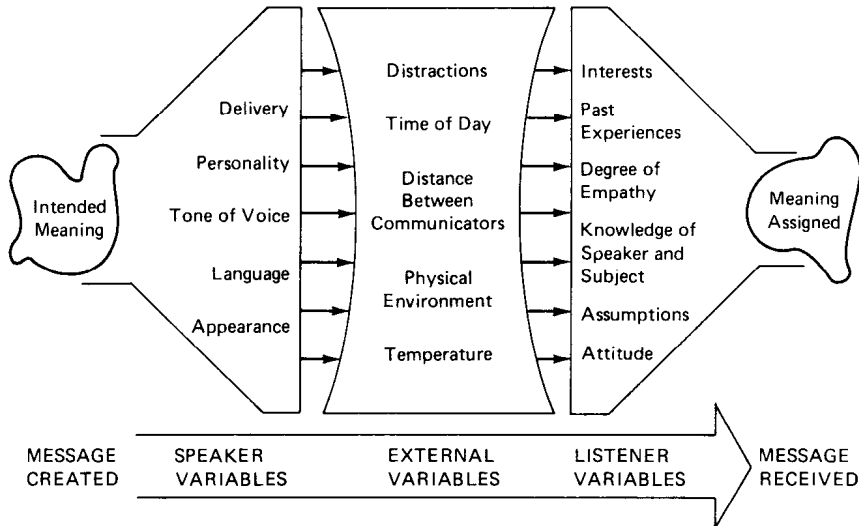 Intended
Meaning
Delivery
Personality
Tone of Voice
Language
Appearance
Distractions
Time of Day
Distance
Between
Communicators
Physical
Environment
Temperature
Interests
Past
Experiences
Degree of
Empathy
Knowledge of
Speaker and
Subject
Assumptions
Attitude
Meaning
Assigned
MESSAGE
CREATED
SPEAKER
VARIABLES
EXTERNAL
VARIABLES
LISTENER
VARIABLES
MESSAGE
RECEIVED